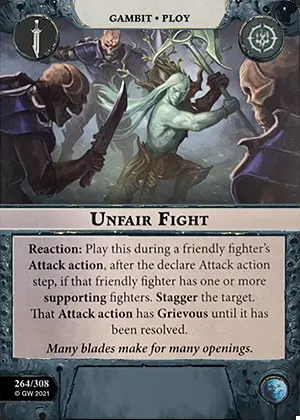 GAMBIT • PLOY
UNFAIR FIGHT
Reaction: Play this during a friendly fighter's
Attack action, after the declare Attack action
step, if that friendly fighter has one or more
supporting fighters. Stagger the target.
That Attack action has Grievous until it has
been resolved.
Many blades make for many openings.
264/308
© GW 2021